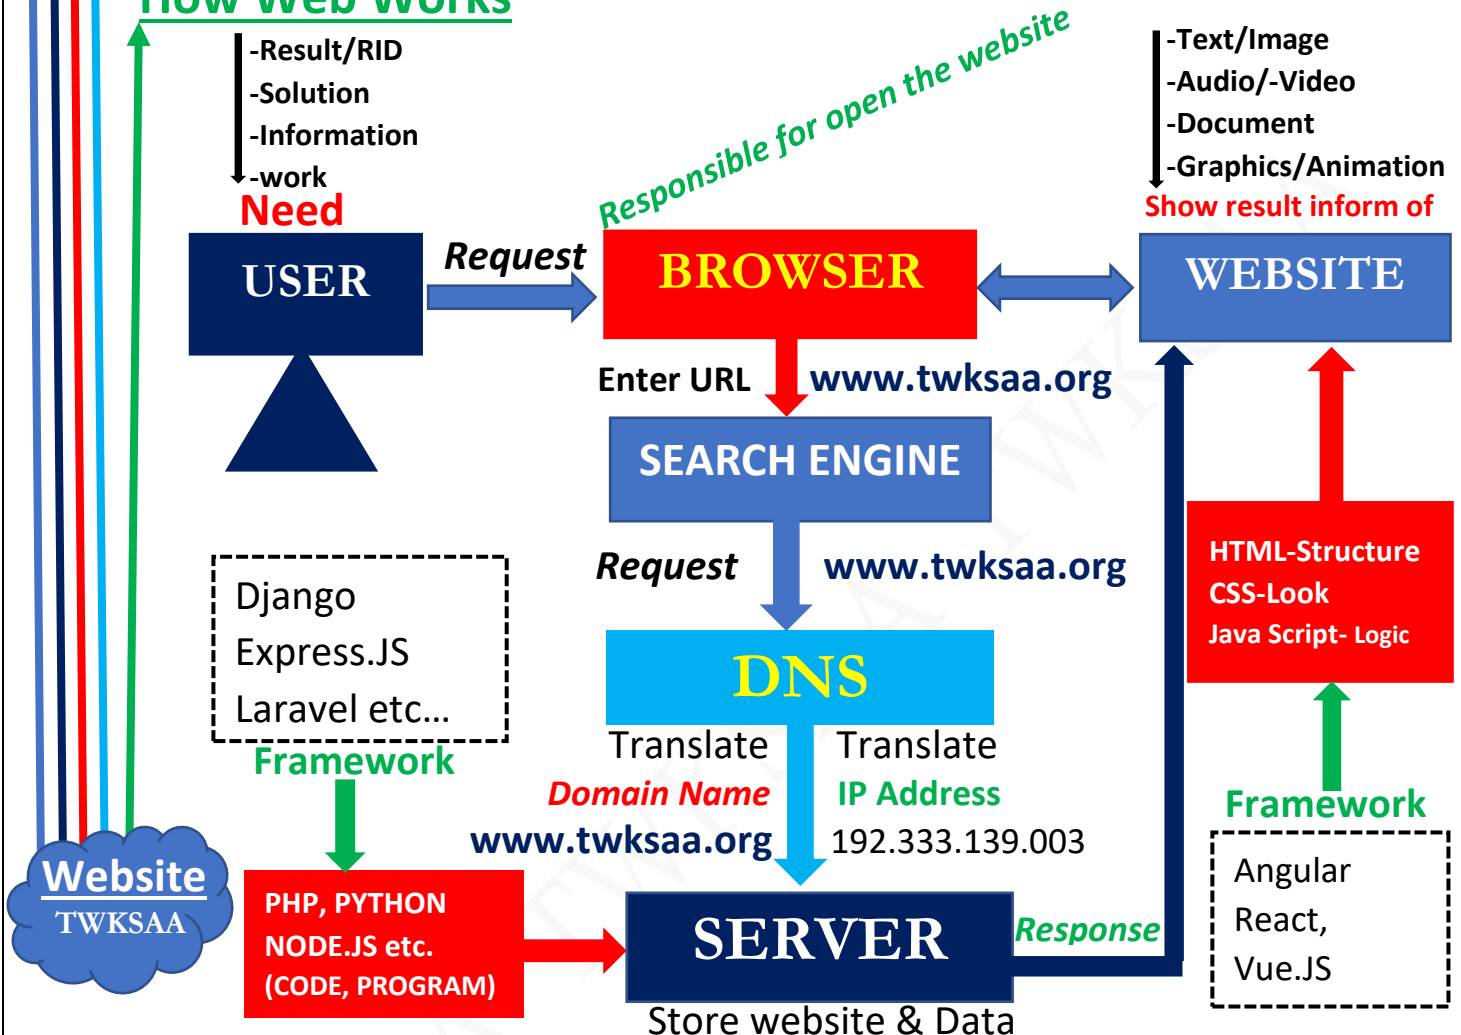 How Web Works
-Result/RID
-Solution
-Information
-work
Need
USER
Request
Responsible for open the website
BROWSER
-Text/Image
-Audio/-Video
-Document
-Graphics/Animation
Show result inform of
WEBSITE
Enter URL
www.twksaa.org
SEARCH ENGINE
Request
www.twksaa.org
DNS
Translate
Domain Name
www.twksaa.org
Translate
IP Address
192.333.139.003
Django
Express.JS
Laravel etc...
Framework
PHP, PYTHON
NODE.JS etc.
(CODE, PROGRAM)
SERVER
Store website & Data
Response
HTML-Structure
CSS-Look
Java Script- Logic
Framework
Angular
React,
Vue.JS
Website
TWKSAA